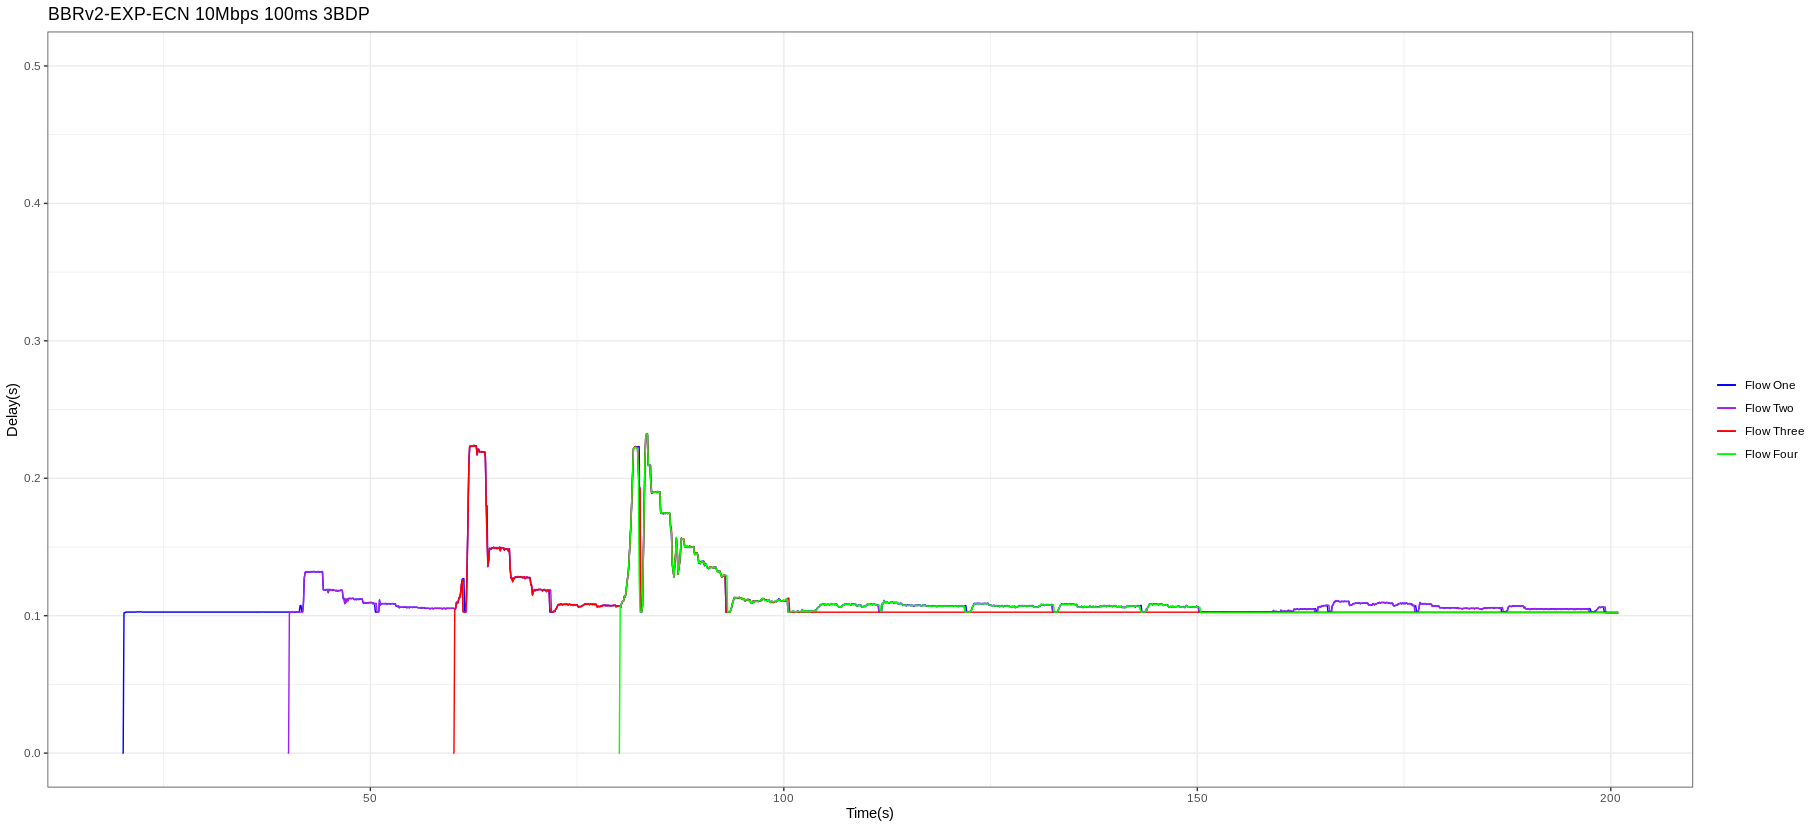 BBRv2-EXP-ECN 10Mbps 100ms 3BDP
0.5
0.4
0.3
0.2
0.1
0.0
Delay(s)
50
100
150
200
Time(s)
Flow One
Flow Two
Flow Three
Flow Four